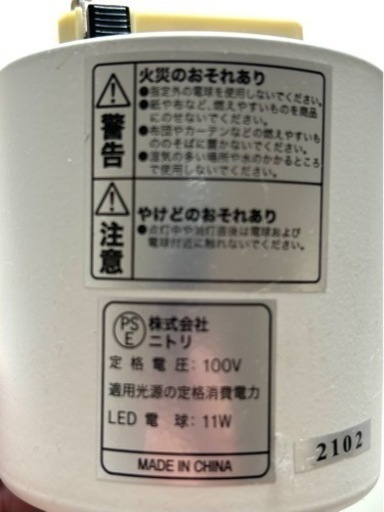 警告
火災のおそれあり
●指定外の電球を使用しないでください。
●紙や布など、燃えやすいものを商品
にのせないでください。
●布団やカーテンなどの燃えやすいも
ののそばに置かないでください。
●湿気の多い場所や水のかかるところ
で使用しないでください。
注意
やけどのおそれあり
●点灯中や消灯直後は電球および
電球付近に触れないでください。
PS
E
株式会社
ニトリ
定格電圧：100V
適用光源の定格消費電力
LED 電 球：11W
MADE IN CHINA
2102